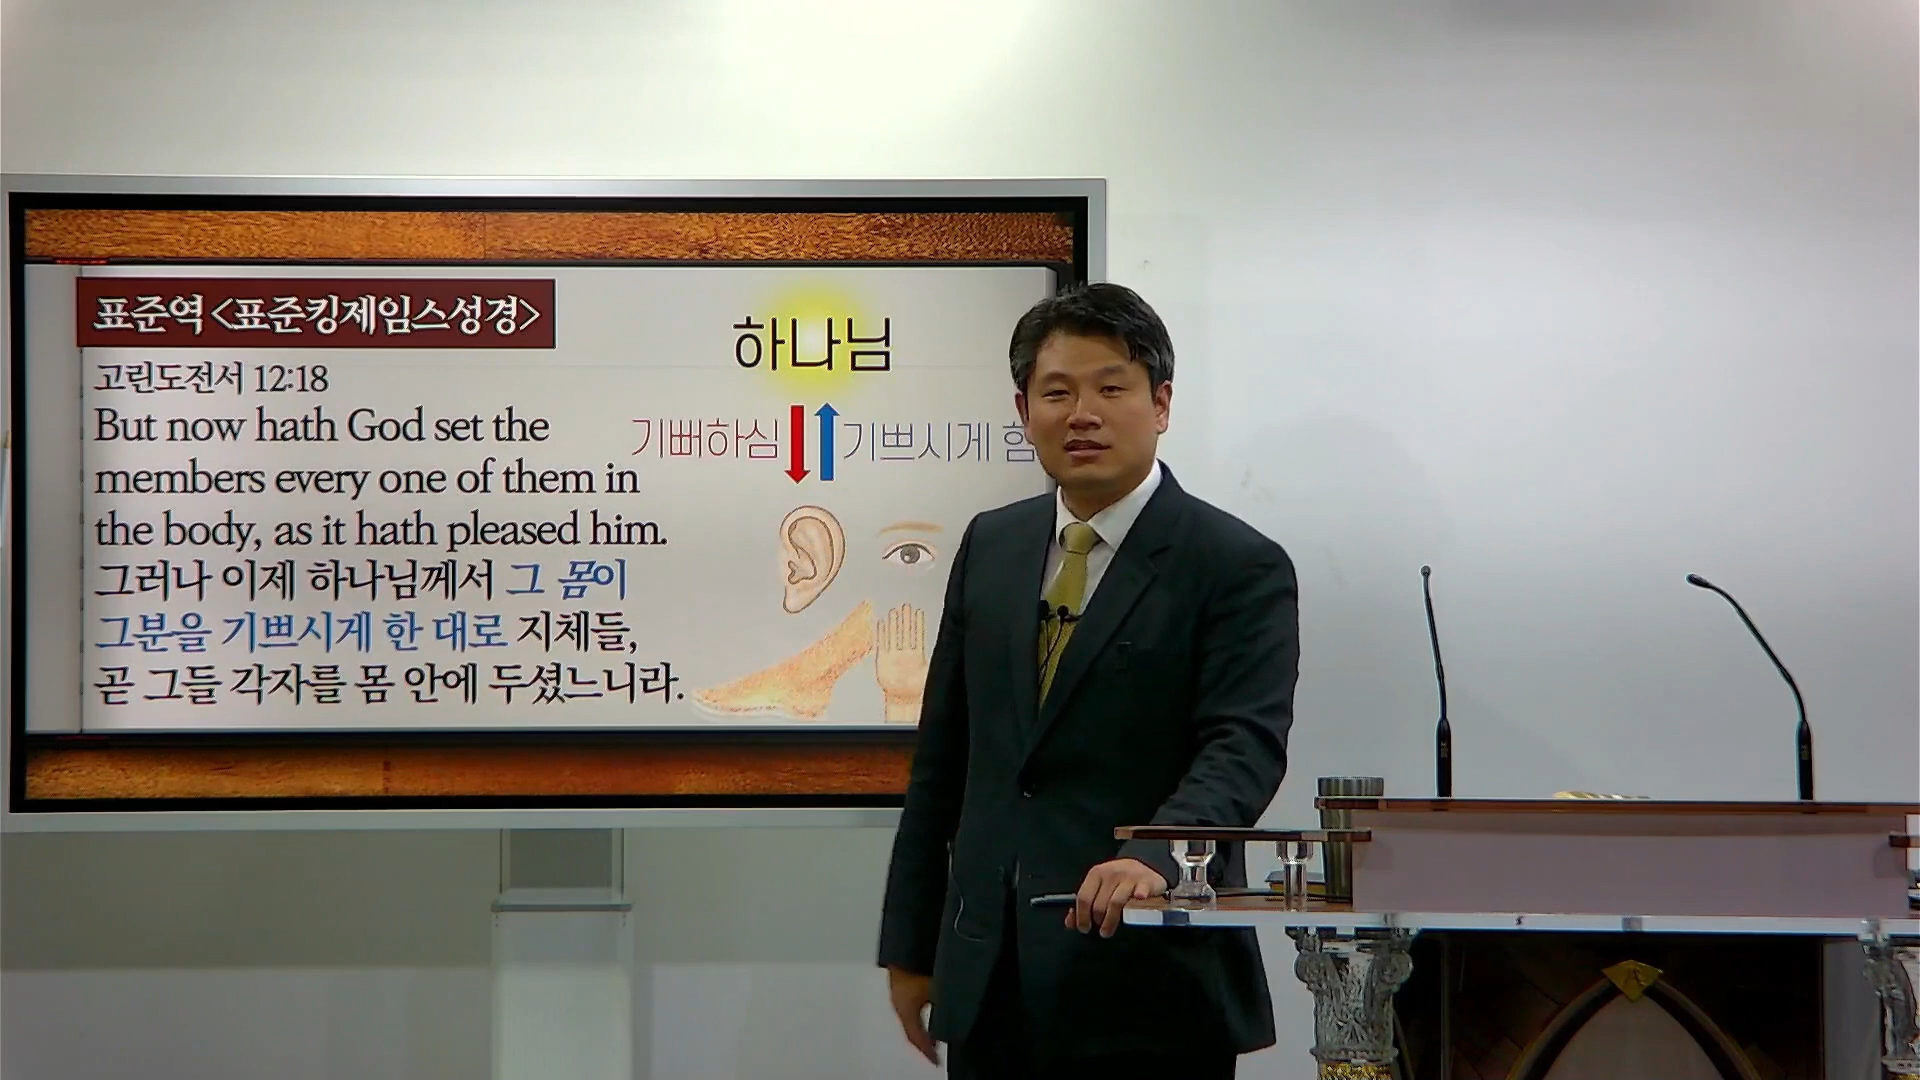 표준역 <표준킹제임스성경>
고린도전서 12:18
But now hath God set the
members every one of them in
the body, as it hath pleased him.
그러나 이제 하나님께서 그 몸이
그분을 기쁘시게 한 대로 지체들,
곧 그들 각자를 몸 안에 두셨느니라.
하나님
기뻐하심 기쁘시게 함